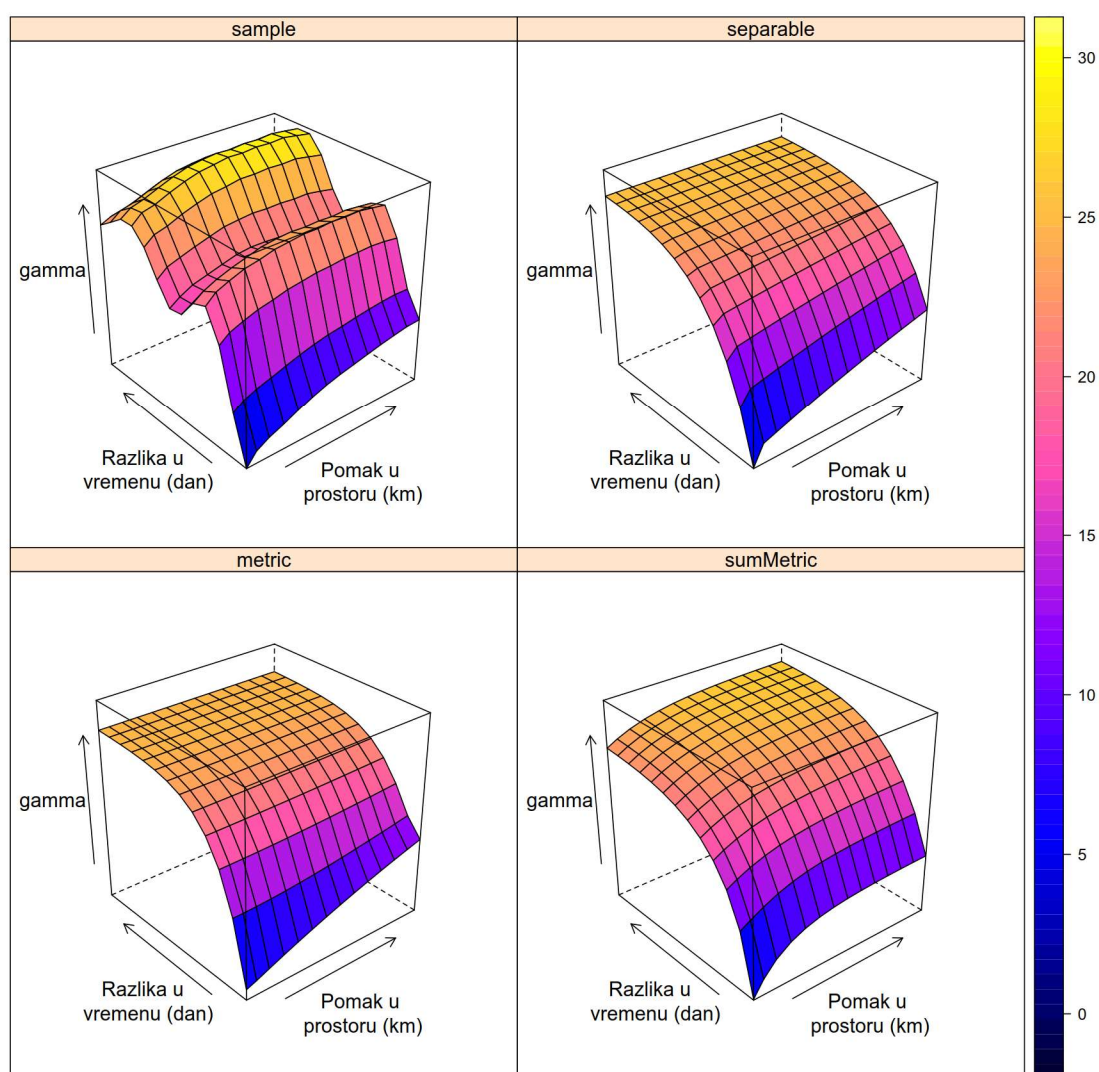 sample
separable
gamma
Razlika u
vremenu (dan)
Pomak u
prostoru (km)
gamma
Razlika u
vremenu (dan)
Pomak u
prostoru (km)
metric
sumMetric
gamma
Razlika u
vremenu (dan)
Pomak u
prostoru (km)
gamma
Razlika u
vremenu (dan)
Pomak u
prostoru (km)
30
25
20
15
10
5
0